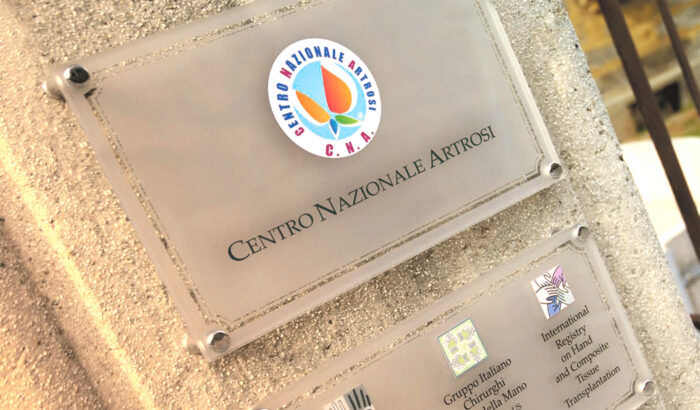 CENTRO NAZIONALE ARTROSI
C. N. A.
CENTRO NAZIONALE ARTROSI
Gruppo Italiano
Chirurghi
della Mano
International
Registry
on Hand
and Composite
Tissue
Transplantation